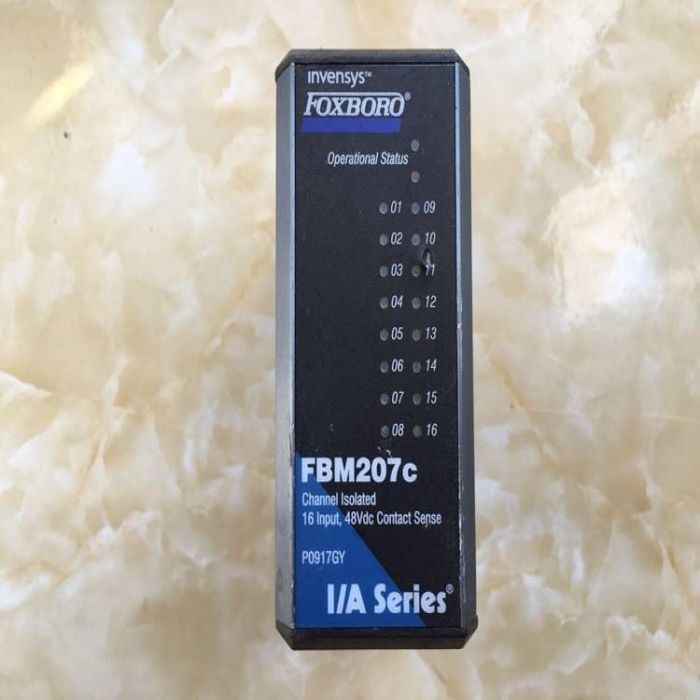 invensys™
FOXBORO®
Operational Status
01 09
02 10
03 11
04 12
05 13
06 14
07 15
08 16
FBM207c
Channel Isolated
16 Input, 48Vdc Contact Sense
P0917GY
I/A Series®